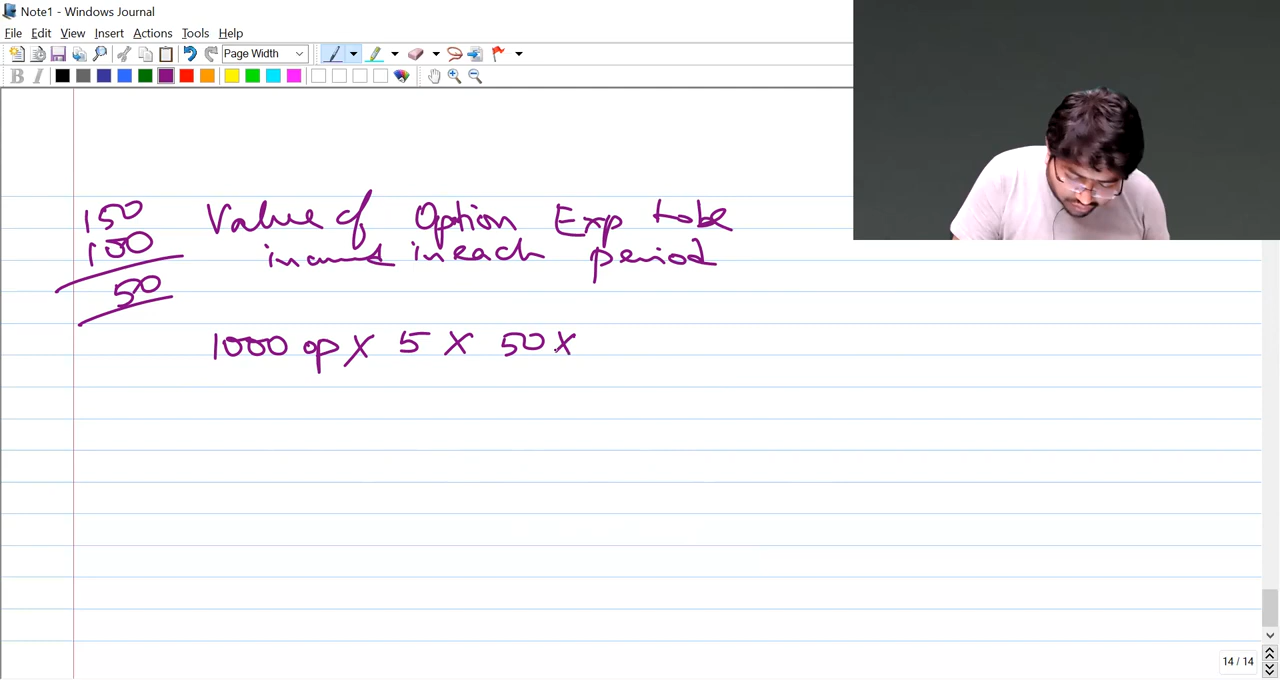 Note1 - Windows Journal
File Edit View Insert Actions Tools Help
Page Width
B I
150 Value of Option Exp to be
100 incurred in each period
50
1000 op X 5 X 50 X
14 / 14